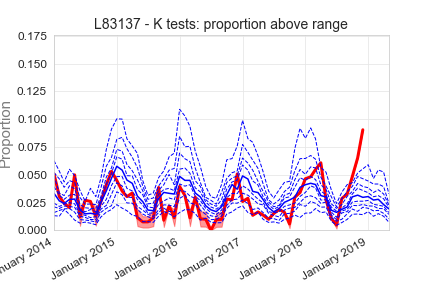 L83137 - K tests: proportion above range
Proportion
0.175
0.150
0.125
0.100
0.075
0.050
0.025
0.000
January 2015
January 2016
January 2017
January 2018
January 2019
2014